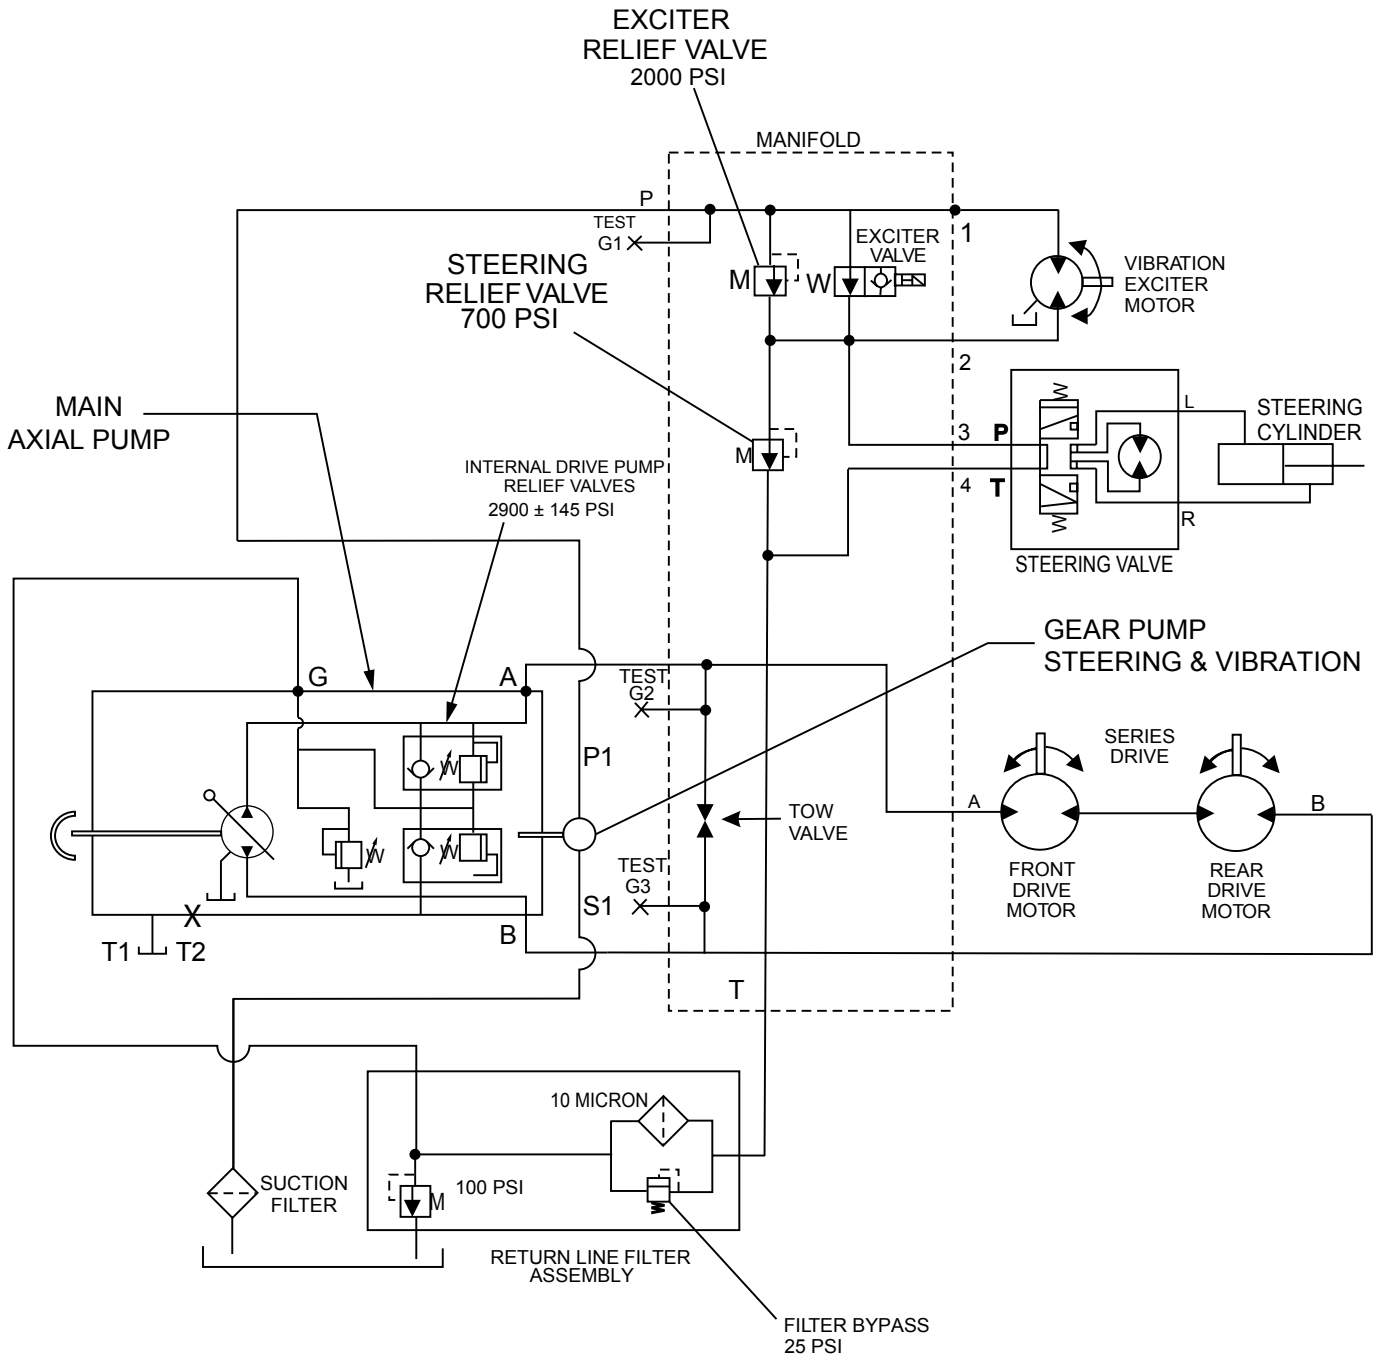 EXCITER
RELIEF VALVE
2000 PSI
MANIFOLD
P
TEST
G1
1
EXCITER
VALVE
M
W
VIBRATION
EXCITER
MOTOR
STEERING
RELIEF VALVE
700 PSI
2
MAIN
AXIAL PUMP
L
STEERING
CYLINDER
3 P
M
INTERNAL DRIVE PUMP
RELIEF VALVES
2900 ± 145 PSI
4 T
R
STEERING VALVE
GEAR PUMP
STEERING & VIBRATION
G
A
TEST
G2
P1
W
SERIES
DRIVE
A
B
TOW
VALVE
W
W
TEST
G3
FRONT
DRIVE
MOTOR
REAR
DRIVE
MOTOR
S1
X
B
T1
T2
T
10 MICRON
SUCTION
FILTER
100 PSI
M
RETURN LINE FILTER
ASSEMBLY
FILTER BYPASS
25 PSI